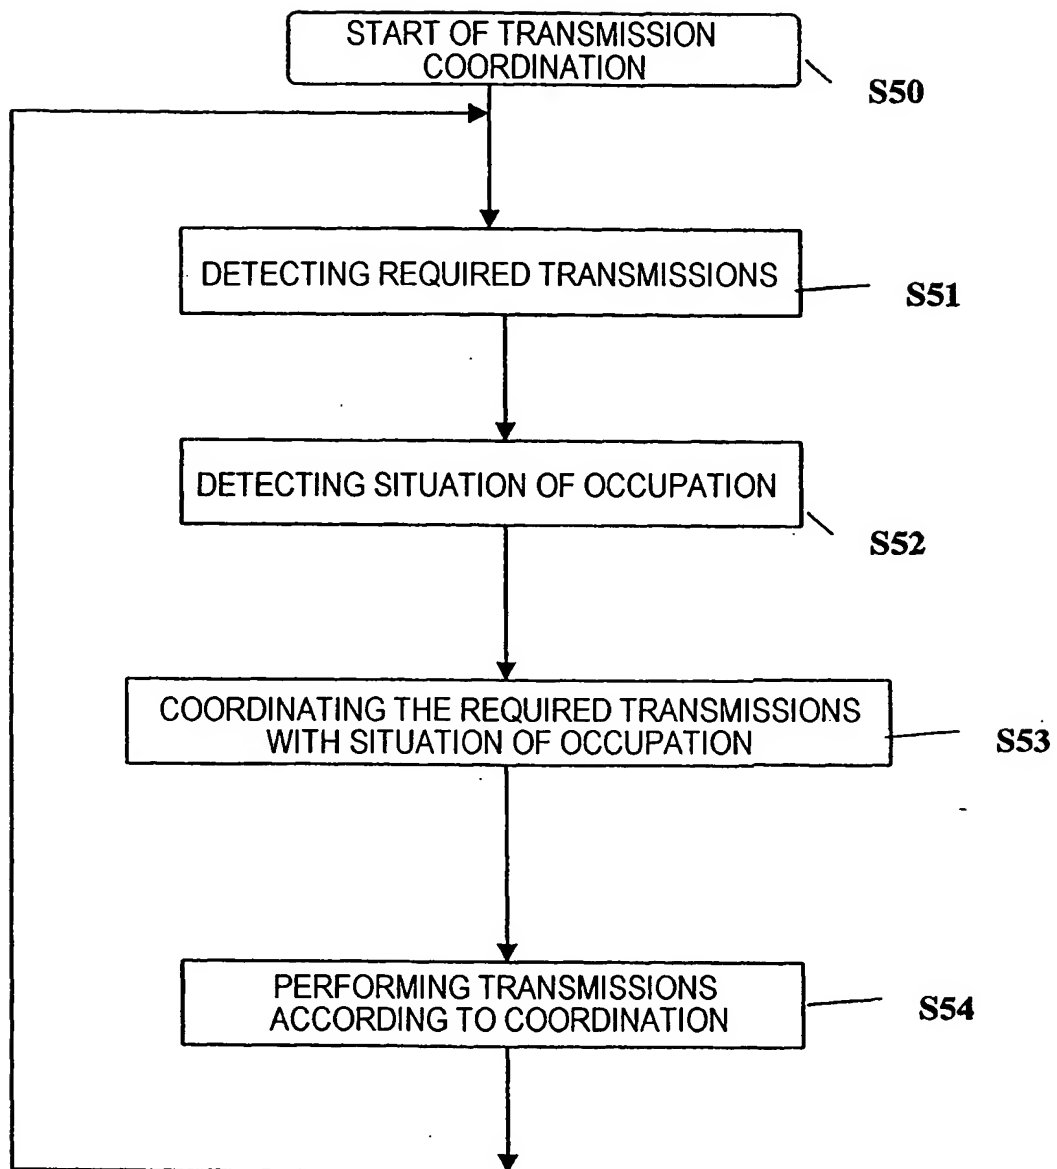 START OF TRANSMISSION
COORDINATION
S50
DETECTING REQUIRED TRANSMISSIONS
S51
DETECTING SITUATION OF OCCUPATION
S52
COORDINATING THE REQUIRED TRANSMISSIONS
WITH SITUATION OF OCCUPATION
S53
PERFORMING TRANSMISSIONS
ACCORDING TO COORDINATION
S54